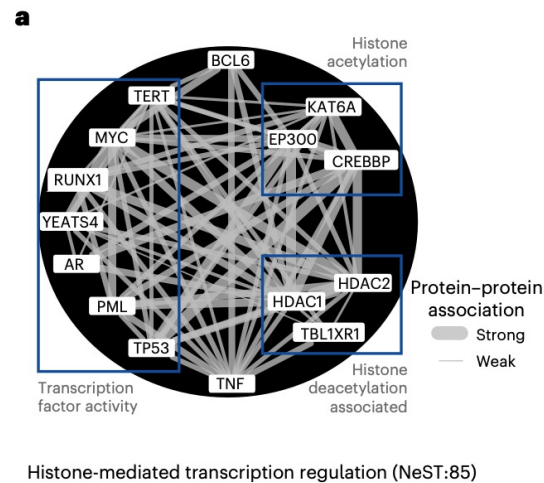 a
Histone
acetylation
BCL6
TERT
KAT6A
MYC
EP300
CREBBP
RUNX1
YEATS4
AR
HDAC2
PML
HDAC1
TBL1XR1
TP53
TNF
Protein–protein
association
Strong
Weak
Transcription
factor activity
Histone
deacetylation
associated
Histone-mediated transcription regulation (NeST:85)